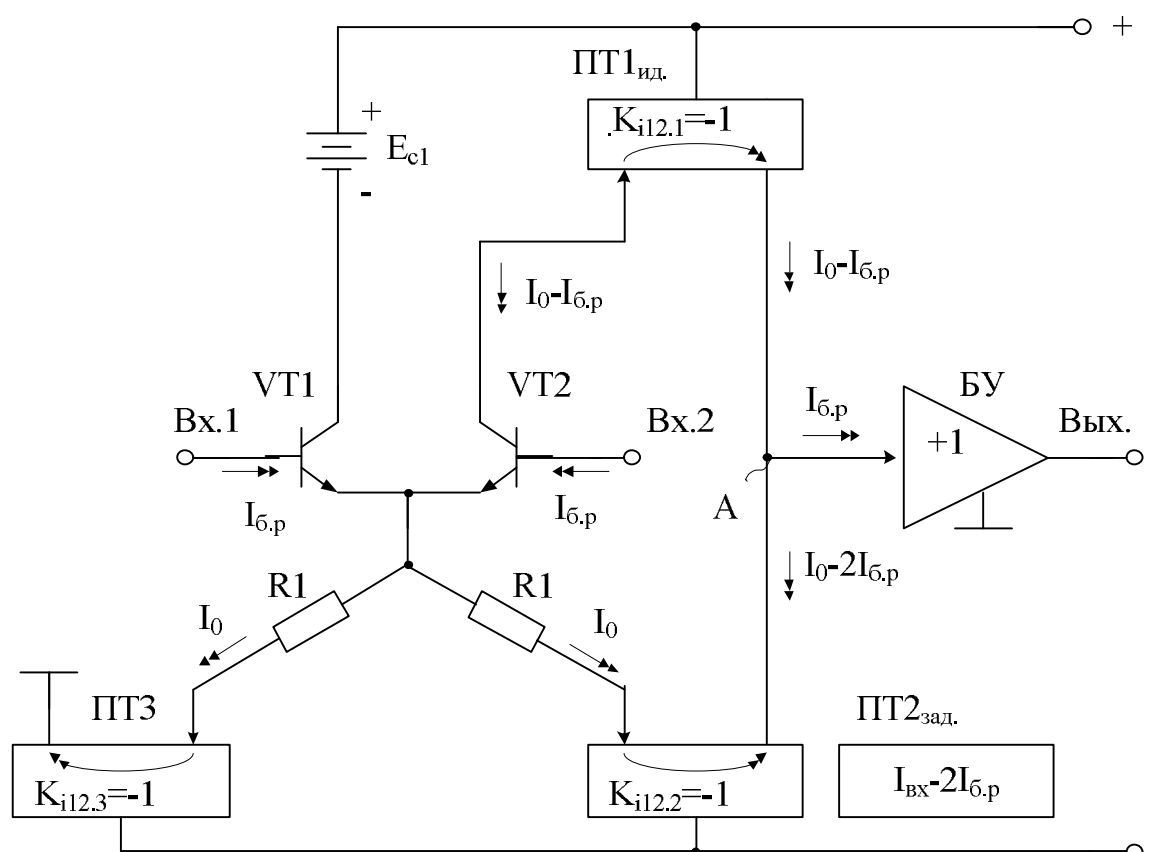 +
ПТ1ид.
.Ki12.1=-1
+
Ec1
-
I0-Iб.р
I0-Iб.р
VT1
VT2
БУ
Вх.1
Вх.2
Iб.р
+1
Вых.
Iб.р
Iб.р
A
I0-2Iб.р
R1
R1
I0
I0
ПТ3
ПТ2зад.
Ki12.3=-1
Ki12.2=-1
Iвх-2Iб.р